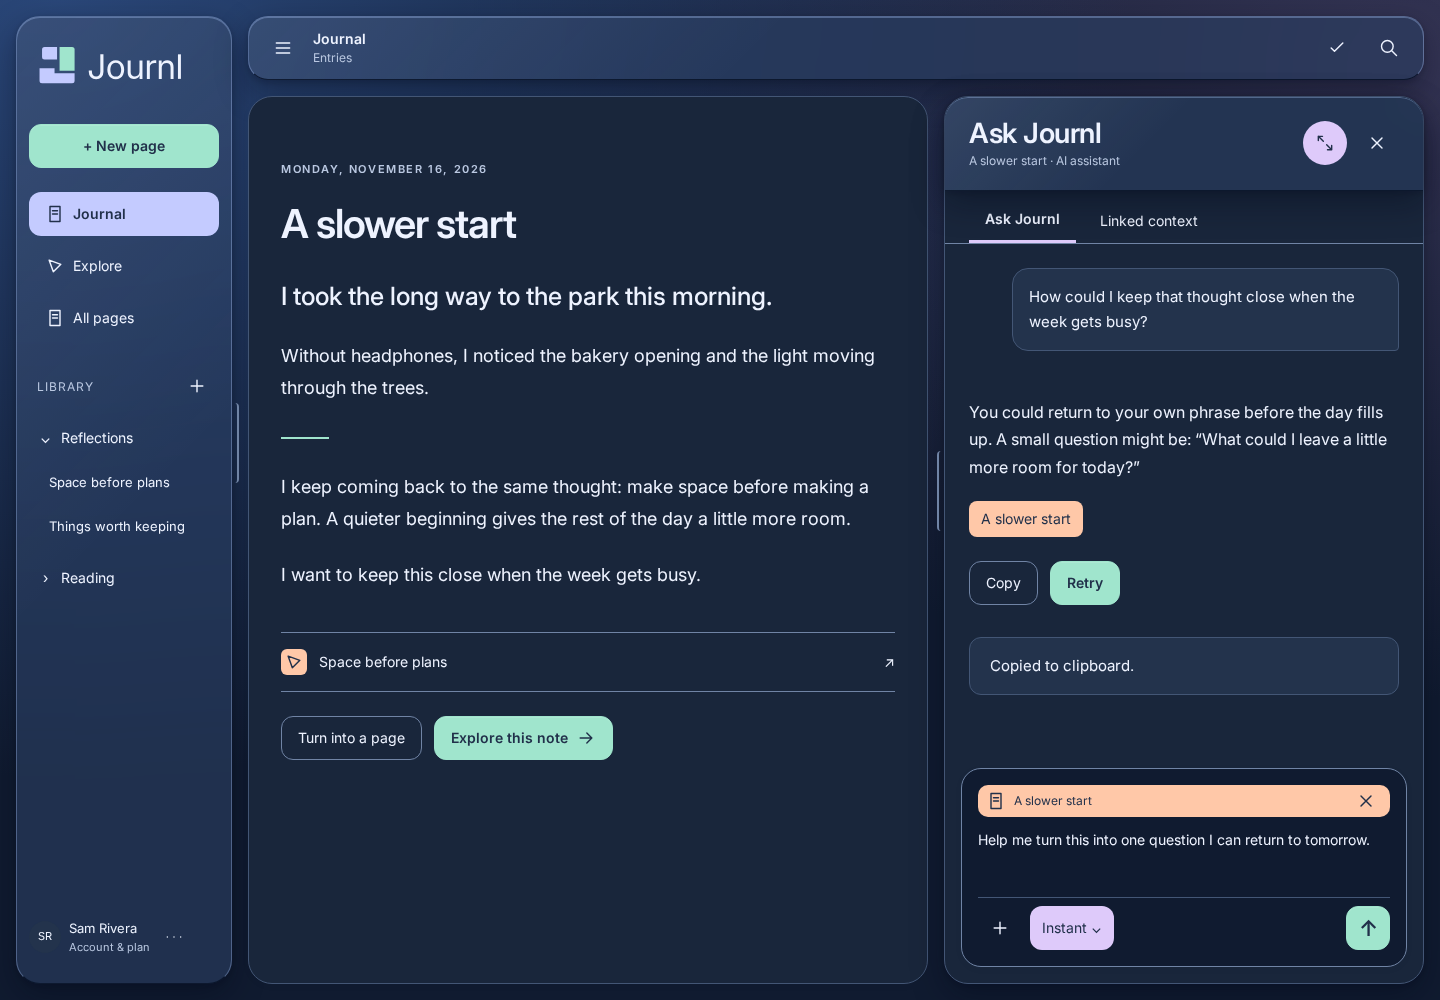 Journl
+ New page
Journal
Explore
All pages
LIBRARY
Reflections
Space before plans
Things worth keeping
Reading
SR
Sam Rivera
Account & plan
Journal
Entries
MONDAY, NOVEMBER 16, 2026
A slower start
I took the long way to the park this morning.
Without headphones, I noticed the bakery opening and the light moving
through the trees.
I keep coming back to the same thought: make space before making a
plan. A quieter beginning gives the rest of the day a little more room.
I want to keep this close when the week gets busy.
Space before plans
Turn into a page
Explore this note
Ask Journl
A slower start · AI assistant
Ask Journl
Linked context
How could I keep that thought close when the
week gets busy?
You could return to your own phrase before the day fills
up. A small question might be: “What could I leave a little
more room for today?”
A slower start
Copy
Retry
Copied to clipboard.
A slower start
Help me turn this into one question I can return to tomorrow.
Instant